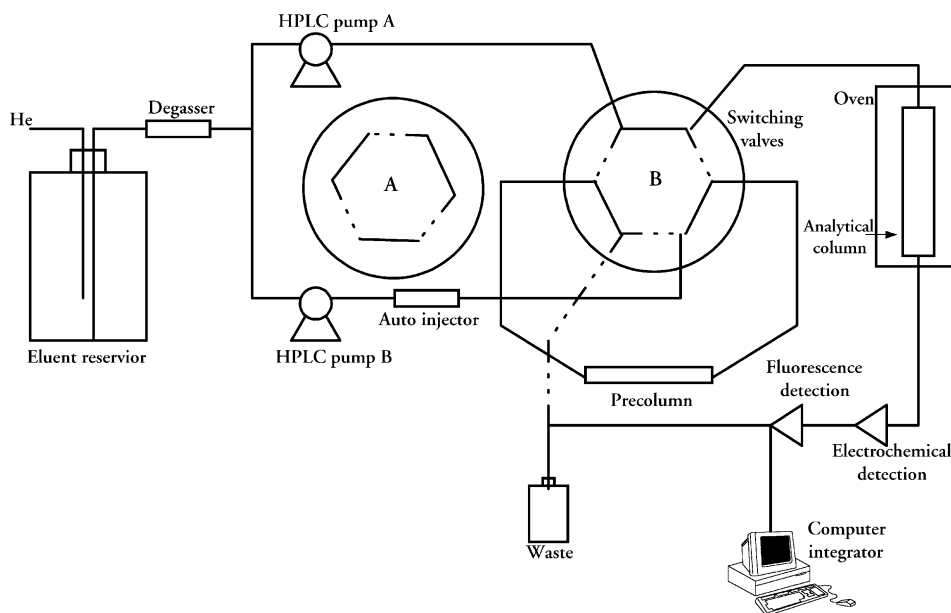 HPLC pump A
He
Degasser
Oven
Switching
valves
A
B
Analytical
column
Auto injector
Eluent reservior
HPLC pump B
Precolumn
Fluorescence
detection
Electrochemical
detection
Waste
Computer
integrator